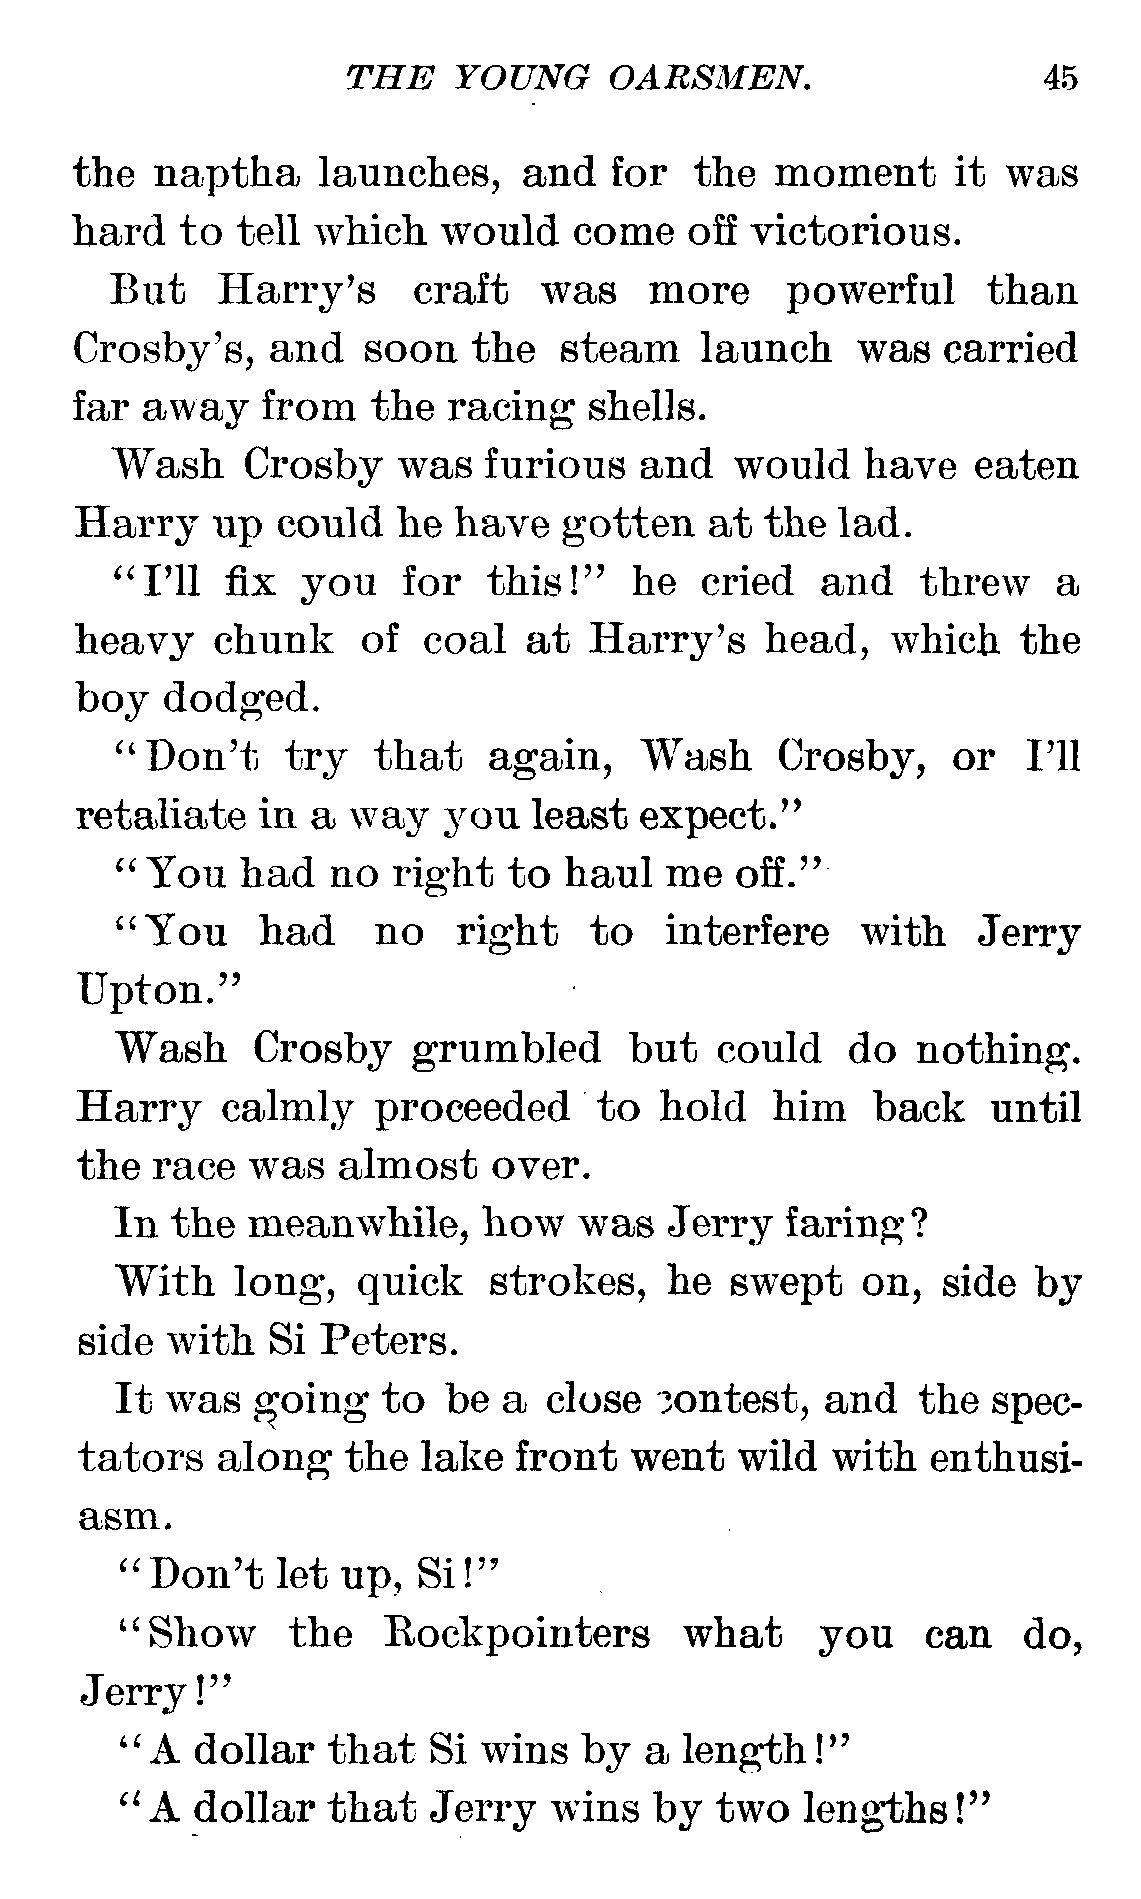 THE YOUNG OARSMEN. 45
the naptha launches, and for the moment it was
hard to tell which would come off victorious.
But Harry's craft was more powerful than
Crosby's, and soon the steam launch was carried
far away from the racing shells.
Wash Crosby was furious and would have eaten
Harry up could he have gotten at the lad.
"I'll fix you for this!" he cried and threw a
heavy chunk of coal at Harry's head, which the
boy dodged.
"Don't try that again, Wash Crosby, or I'll
retaliate in a way you least expect."
"You had no right to haul me off."
"You had no right to interfere with Jerry
Upton."
Wash Crosby grumbled but could do nothing.
Harry calmly proceeded to hold him back until
the race was almost over.
In the meanwhile, how was Jerry faring?
With long, quick strokes, he swept on, side by
side with Si Peters.
It was going to be a close contest, and the spec-
tators along the lake front went wild with enthusi-
asm.
"Don't let up, Si!"
"Show the Rockpointers what you can do,
Jerry!"
"A dollar that Si wins by a length!"
"A dollar that Jerry wins by two lengths!"